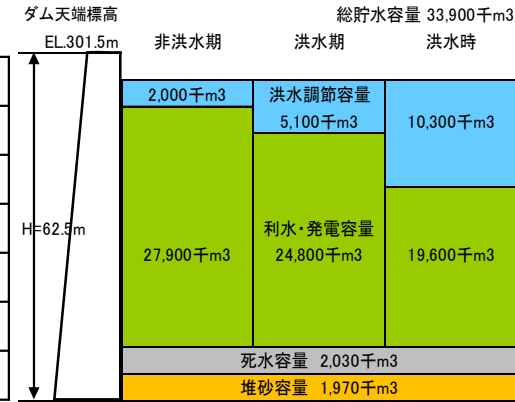 ダム天端標高
総貯水容量 33,900千m3
EL.301.5m
非洪水期
洪水期
洪水時
2,000千m3
洪水調節容量
5,100千m3
10,300千m3
H=62.5m
27,900千m3
利水・発電容量
24,800千m3
19,600千m3
死水容量 2,030千m3
堆砂容量 1,970千m3